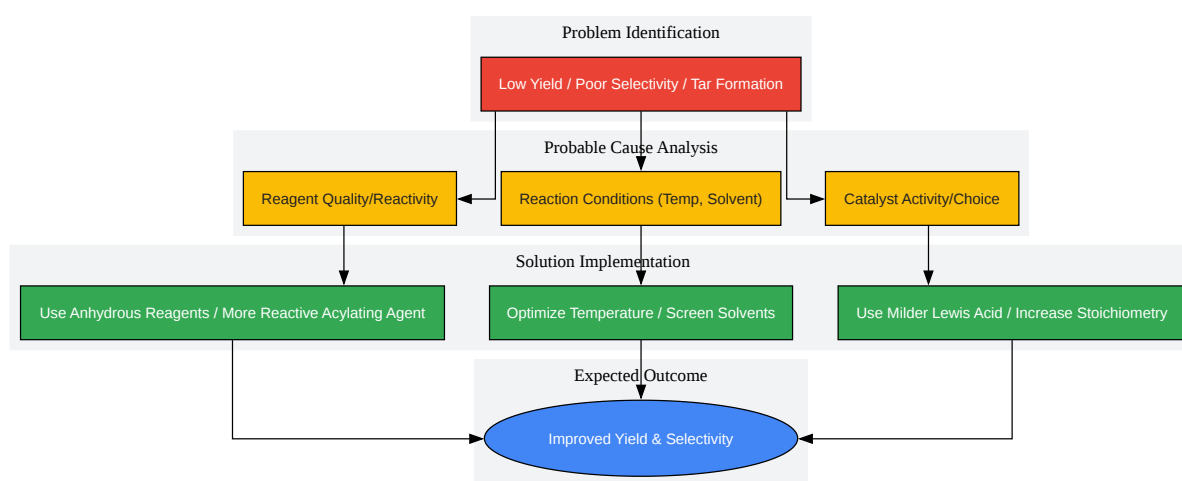 Problem Identification
Low Yield / Poor Selectivity / Tar Formation
Probable Cause Analysis
Reagent Quality/Reactivity
Reaction Conditions (Temp, Solvent)
Catalyst Activity/Choice
Solution Implementation
Use Anhydrous Reagents / More Reactive Acylating Agent
Optimize Temperature / Screen Solvents
Use Milder Lewis Acid / Increase Stoichiometry
Expected Outcome
Improved Yield & Selectivity